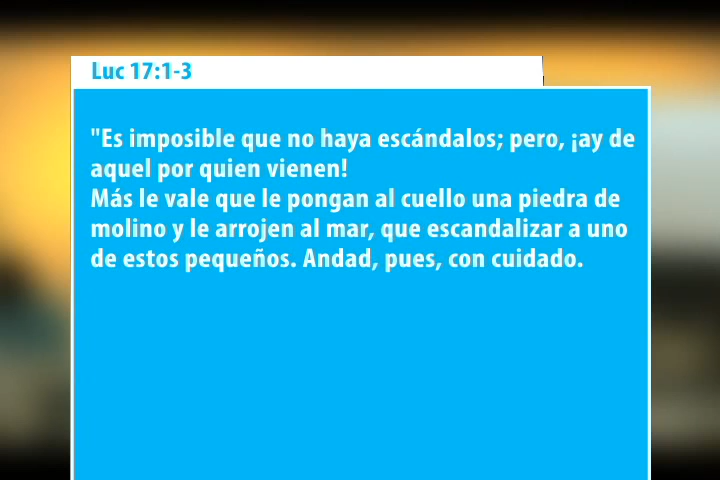 Luc 17:1-3
"Es imposible que no haya escándalos; pero, ¡ay de
aquel por quien vienen!
Más le vale que le pongan al cuello una piedra de
molino y le arrojen al mar, que escandalizar a uno
de estos pequeños. Andad, pues, con cuidado.